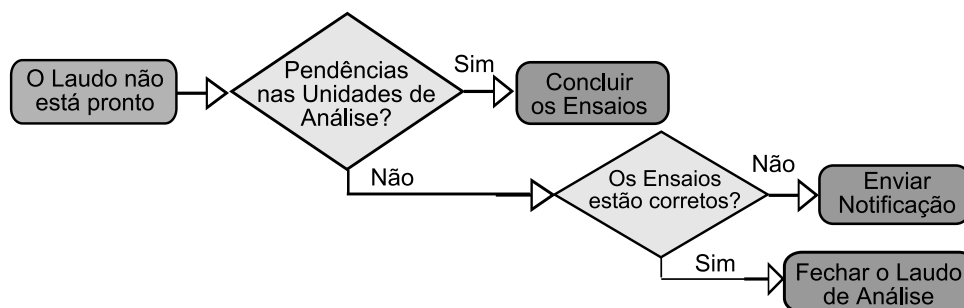 O Laudo não
está pronto
Pendências
nas Unidades de
Análise?
Sim
Concluir
os Ensaios
Não
Os Ensaios
estão corretos?
Não
Enviar
Notificação
Sim
Fechar o Laudo
de Análise